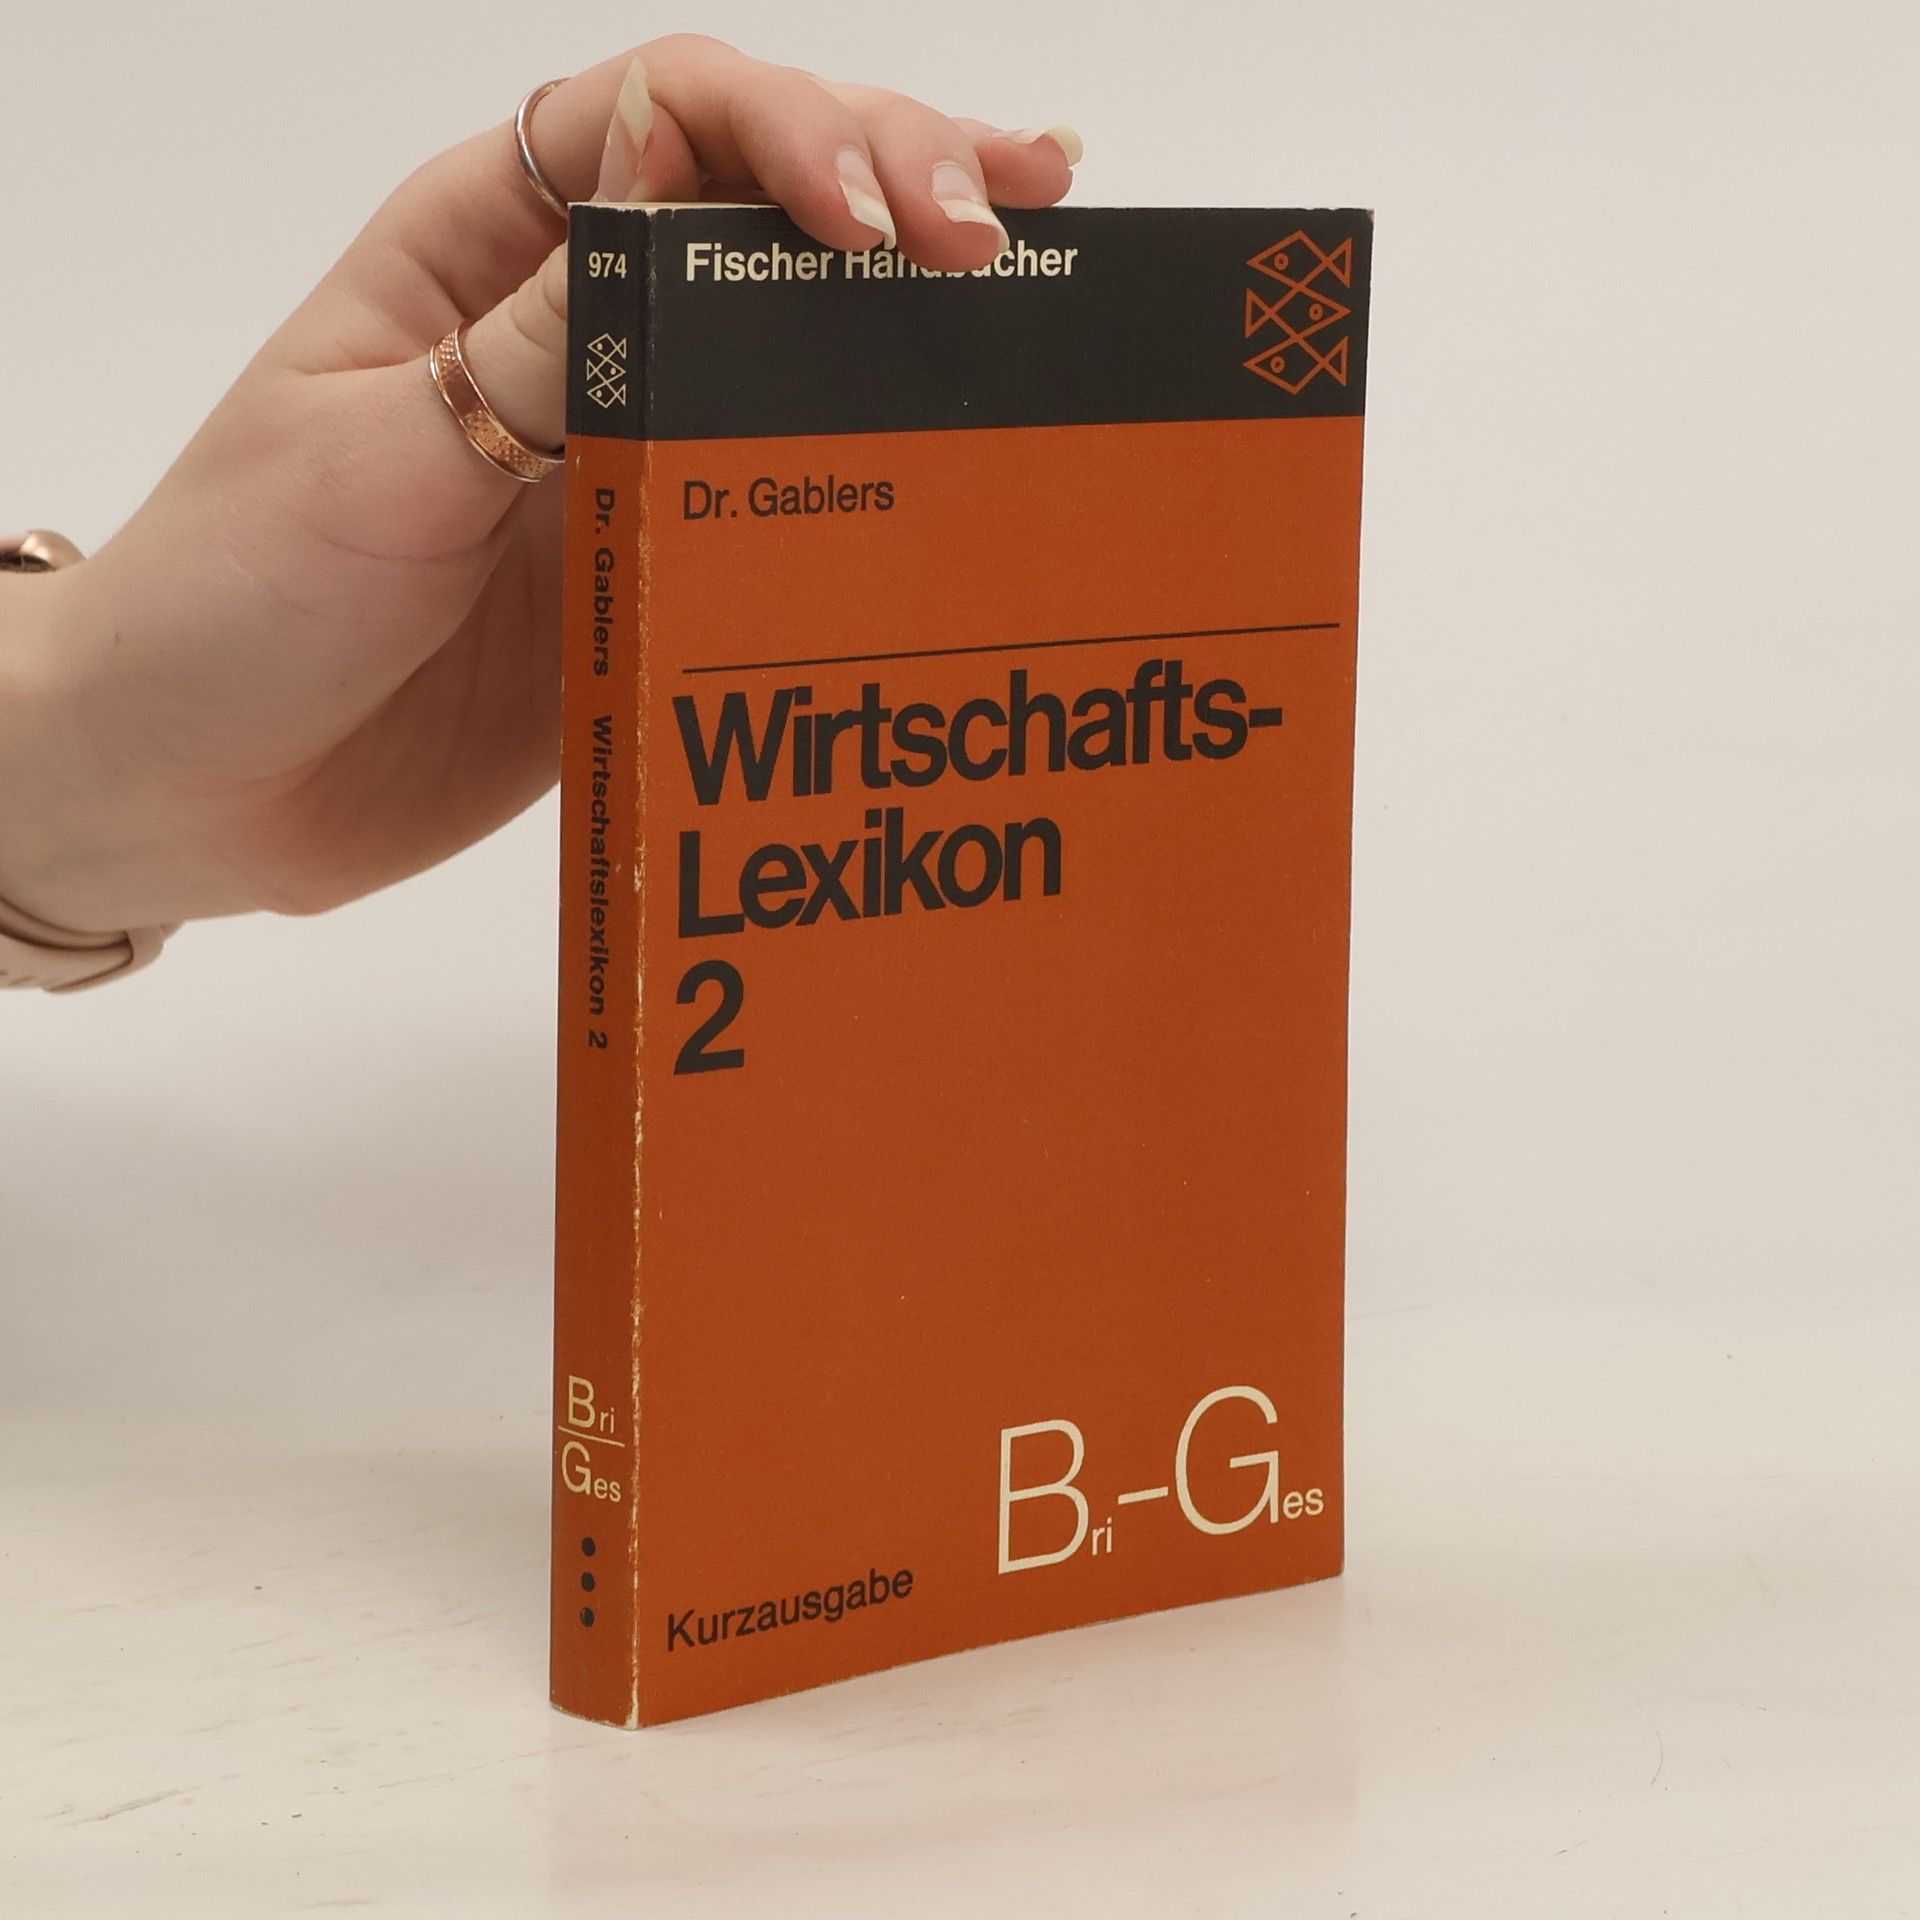 974
Dr. Gablers Wirtschaftslexikon 2
Bri
Ges
Fischer Handbücher
Dr. Gablers
Wirtschafts-
Lexikon
2
Bri-Ges
Kurzausgabe